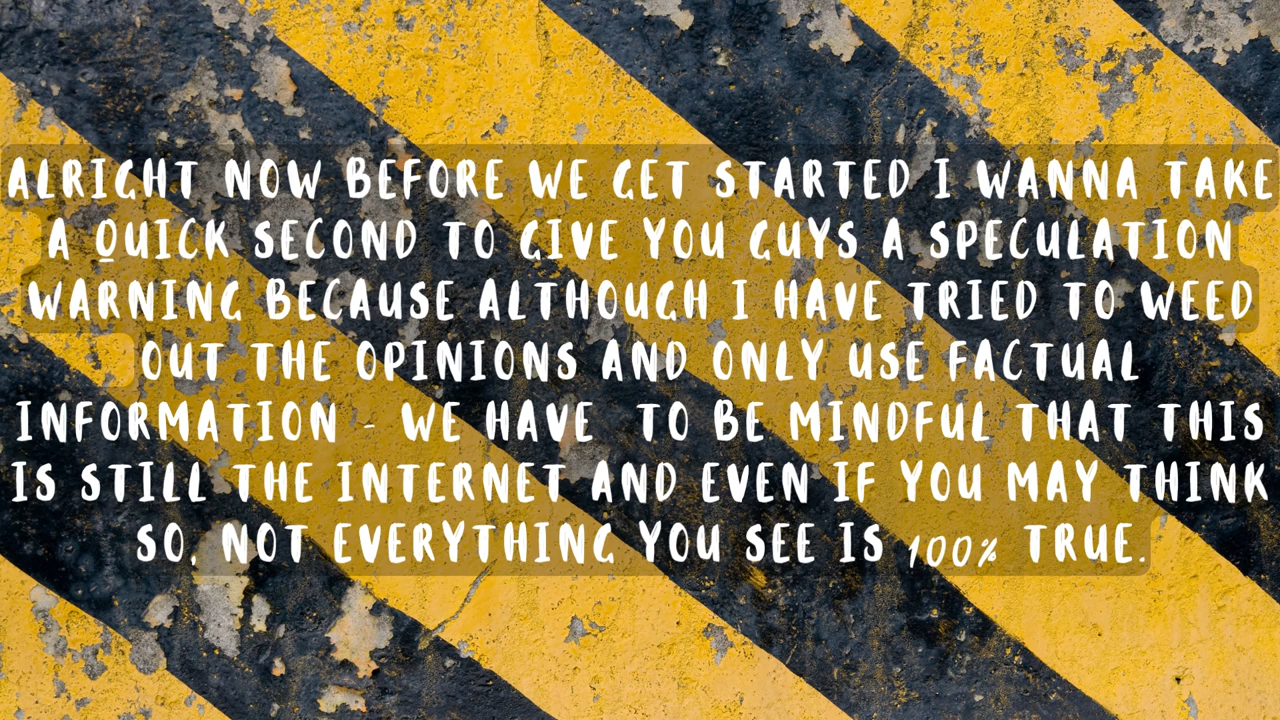 ALRIGHT NOW BEFORE WE GET STARTED I WANNA TAKE
A QUICK SECOND TO GIVE YOU GUYS A SPECULATION
WARNING BECAUSE ALTHOUGH I HAVE TRIED TO WEED
OUT THE OPINIONS AND ONLY USE FACTUAL
INFORMATION - WE HAVE TO BE MINDFUL THAT THIS
IS STILL THE INTERNET AND EVEN IF YOU MAY THINK
SO, NOT EVERYTHING YOU SEE IS 100% TRUE.